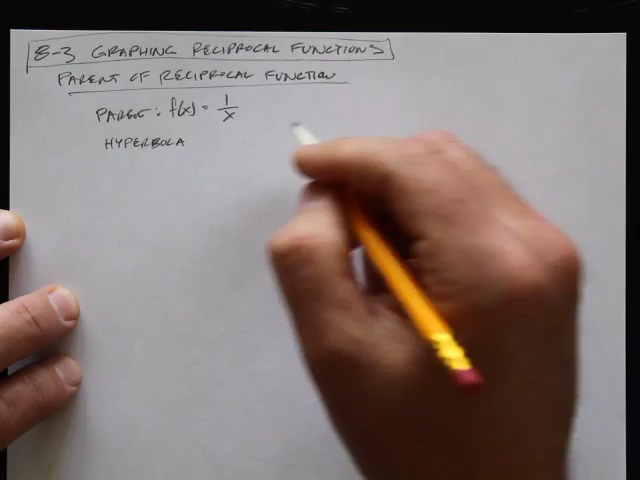 8-3 GRAPHING RECIPROCAL FUNCTIONS
PARENT OF RECIPROCAL FUNCTION
PARENT: f(x) = 1/x
HYPERBOLA